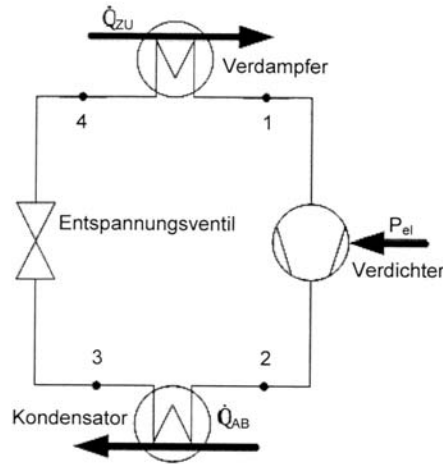 Q̇ZU
Verdampfer
4
1
Entspannungsventil
Pel
Verdichter
3
2
Kondensator
Q̇AB